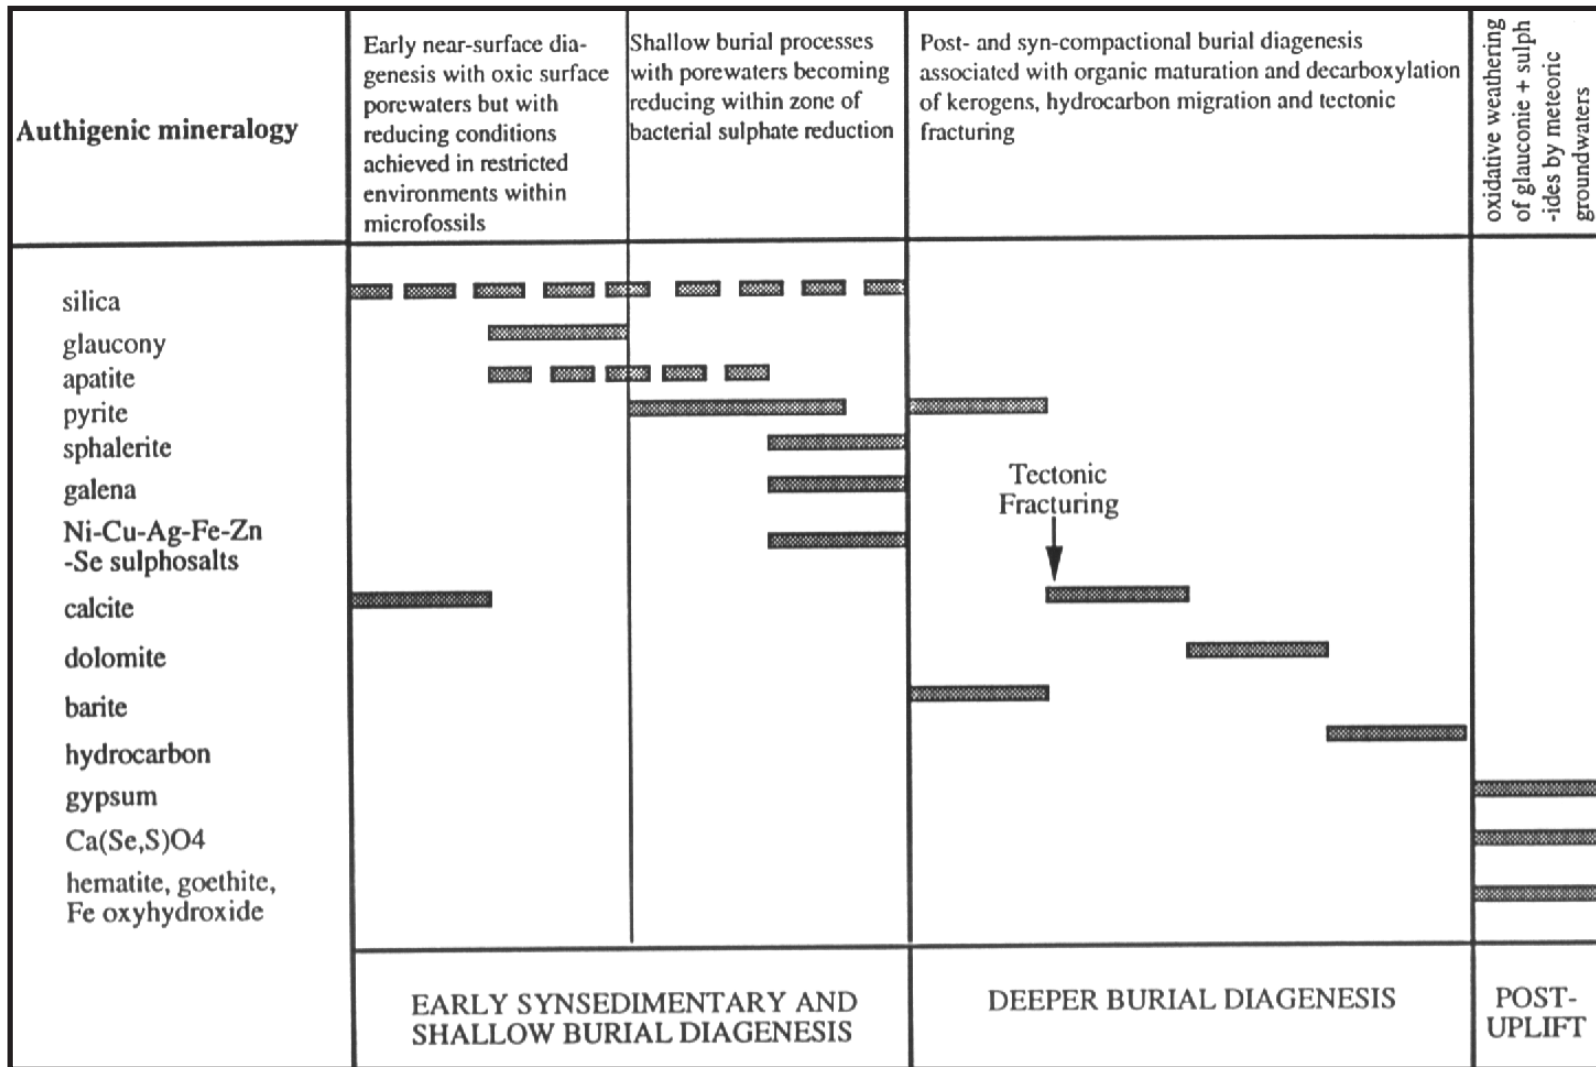 Authigenic mineralogy
Early near-surface dia-
genesis with oxic surface
porewaters but with
reducing conditions
achieved in restricted
environments within
microfossils
Shallow burial processes
with porewaters becoming
reducing within zone of
bacterial sulphate reduction
Post- and syn-compactional burial diagenesis
associated with organic maturation and decarboxylation
of kerogens, hydrocarbon migration and tectonic
fracturing
oxidative weathering
of glauconie + sulph
-ides by meteoric
groundwaters
silica
glaucony
apatite
pyrite
sphalerite
galena
Ni-Cu-Ag-Fe-Zn
-Se sulphosalts
calcite
dolomite
barite
hydrocarbon
gypsum
Ca(Se,S)O4
hematite, goethite,
Fe oxyhydroxide
Tectonic
Fracturing
EARLY SYNSEDIMENTARY AND
SHALLOW BURIAL DIAGENESIS
DEEPER BURIAL DIAGENESIS
POST-
UPLIFT